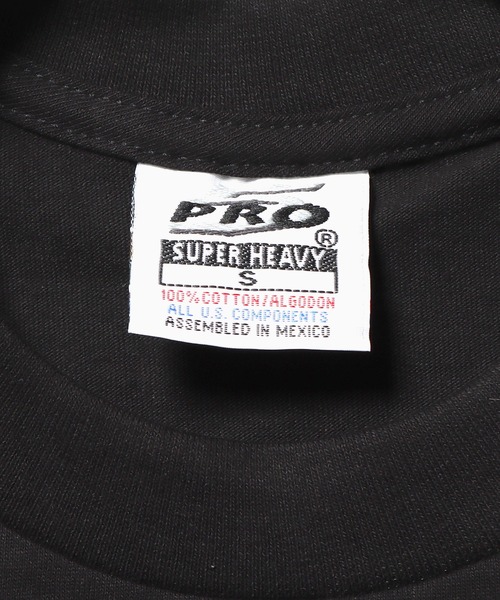 PRO
®
SUPER HEAVY
S
100% COTTON/ALGODON
ALL U.S. COMPONENTS
ASSEMBLED IN MEXICO